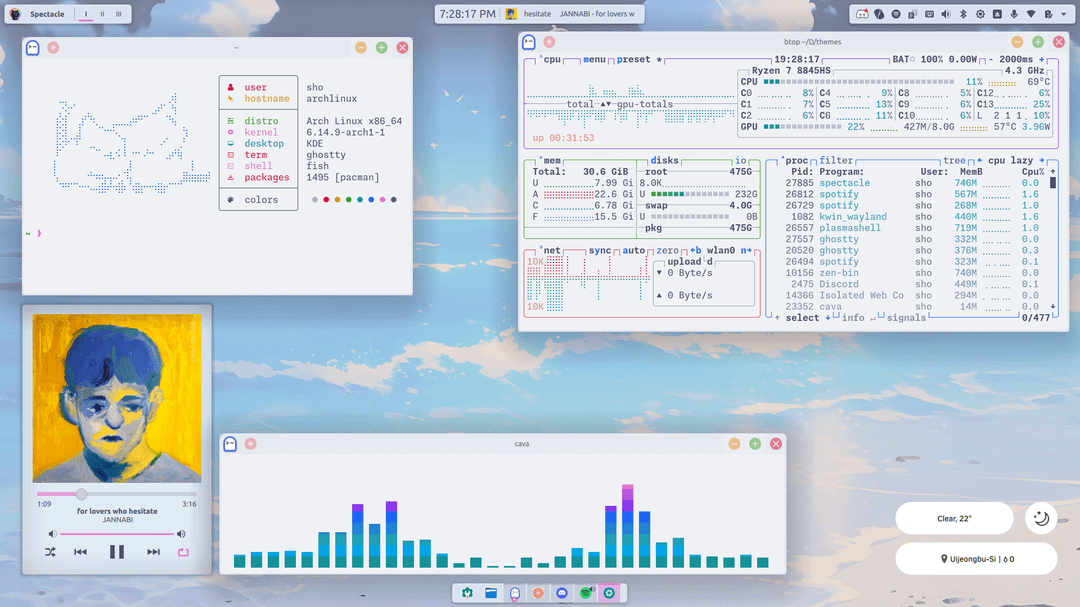 Spectacle I II III
7:28:17 PM hesitate JANNABI - for lovers w
~
user sho
hostname archlinux
distro Arch Linux x86_64
kernel 6.14.9-arch1-1
desktop KDE
term ghostty
shell fish
packages 1495 [pacman]
colors
~ ❯
btop ~/D/themes
cpu menu preset * 19:28:17 BAT 100% 0.00W - 2000ms +
Ryzen 7 8845HS 4.3 GHz
CPU 11% 69°C
C0 8% C4 9% C8 5% C12 6%
C1 7% C5 13% C9 6% C13 25%
C2 6% C6 11% C10 6% L 2 1 1 10%
GPU 22% 427M/8.0G 57°C 3.96W
total ▲▼ gpu-totals
up 00:31:53
mem disks io
Total: 30.6 GiB
U 7.99 Gi
A 22.6 Gi
C 6.78 Gi
F 15.5 Gi
root 475G
8.0K
U 232G
swap 4.0G
U 0B
pkg 475G
net sync auto zero ←b wlan0 n→
10K
10K
upload d
▼ 0 Byte/s
▲ 0 Byte/s
proc filter tree ← cpu lazy →
Pid: Program: User: MemB Cpu% ↑
27885 spectacle sho 746M 0.0
26812 spotify sho 567M 1.6
26729 spotify sho 268M 1.0
1082 kwin_wayland sho 440M 1.6
26557 plasmashell sho 719M 1.0
27557 ghostty sho 332M 0.0
20520 ghostty sho 376M 0.3
26494 spotify sho 323M 0.1
10156 zen-bin sho 740M 0.0
2475 Discord sho 449M 0.1
14366 Isolated Web Co sho 294M 0.0
23352 cava sho 14M 0.0 ↓
↑ select ↓ info ↵ signals 0/477
1:09 3:16
for lovers who hesitate
JANNABI
cava
Clear, 22°
Uijeongbu-Si | ﻩ 0